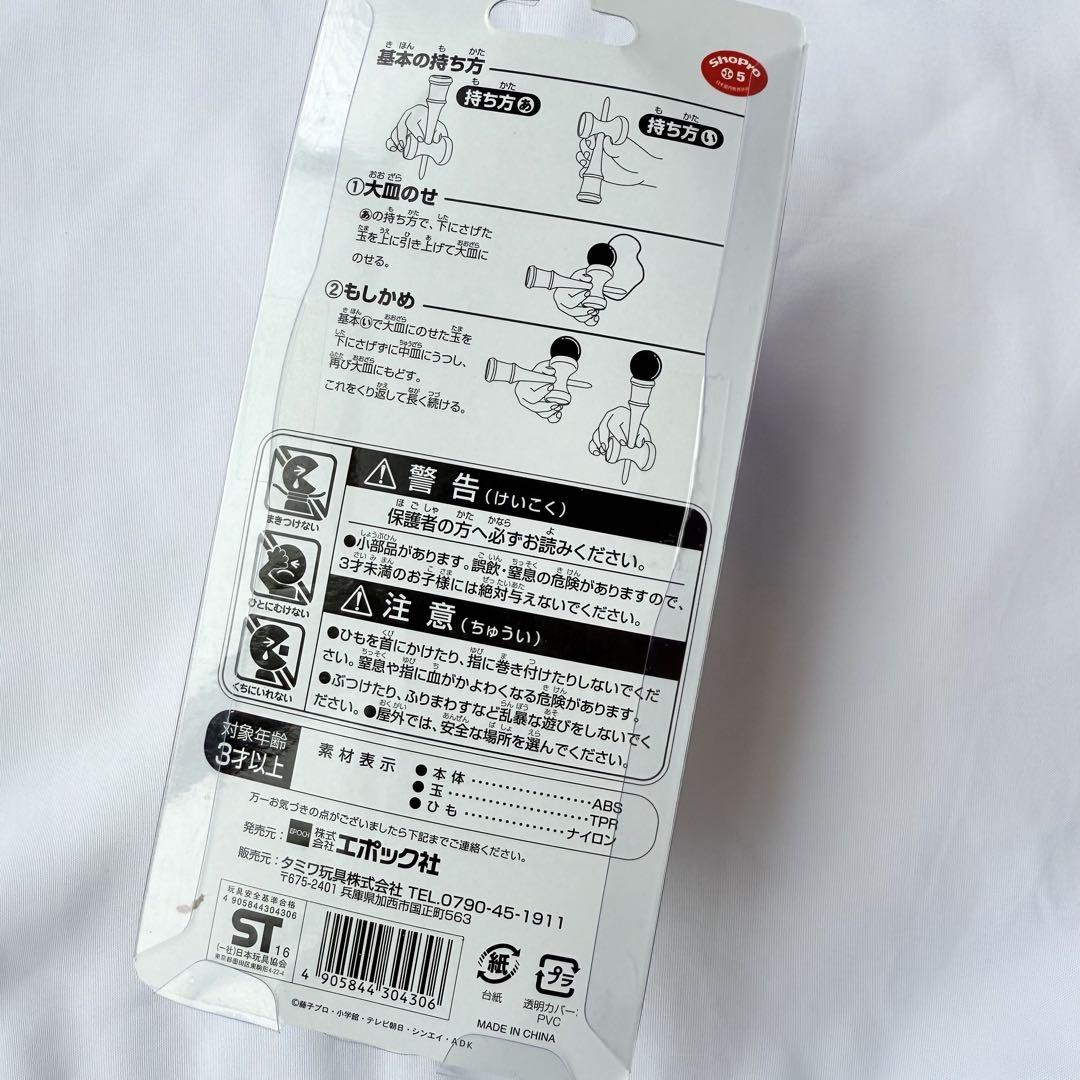 基本の持ち方
持ち方あ
持ち方い
ShoPro
5
①大皿のせ
あの持ち方で、下にさげた
玉を上に引き上げて大皿に
のせる。
②もしかめ
基本いで大皿にのせた玉を
下にさげずに中皿にうつし、
再び大皿にもどす。
これをくり返して長く続ける。
まきつけない
ひとにむけない
くちにいれない
警告(けいこく)
保護者の方へ必ずお読みください。
●小部品があります。誤飲・窒息の危険がありますので、
3才未満のお子様には絶対与えないでください。
注意(ちゅうい)
●ひもを首にかけたり、指に巻き付けたりしないでくだ
さい。窒息や指に血がかよわくなる危険があります。
●ぶつけたり、ふりまわすなど乱暴な遊びをしないでく
ださい。●屋外では、安全な場所を選んでください。
対象年齢
3才以上
素材表示
●本体………………ABS
●玉……………………TPR
●ひも………………ナイロン
万一お気づきの点がございましたら下記までご連絡ください。
発売元: EPOCH 株式会社エポック社
販売元:タミワ玩具株式会社 TEL.0790-45-1911
〒675-2401 兵庫県加西市国正町563
玩具安全基準合格
4 905844304306
ST 16
(一社)日本玩具協会
東京都墨田区東駒形4-22-4
4 905844 304306
紙
台紙
プラ
透明カバー:
PVC
MADE IN CHINA
©藤子プロ・小学館・テレビ朝日・シンエイ・ADK